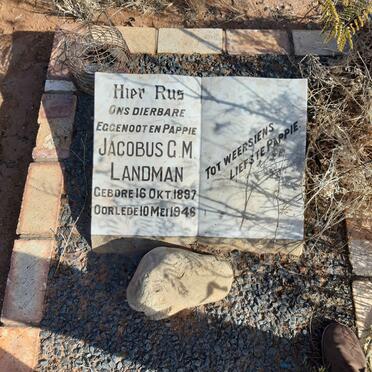 Hier Rus
Ons Dierbare
Eggenoot en Pappie
Jacobus G.M.
Landman
Gebore 16 Okt. 1897
Oorlede 10 Mei 1946
Tot weersiens
liefste Pappie